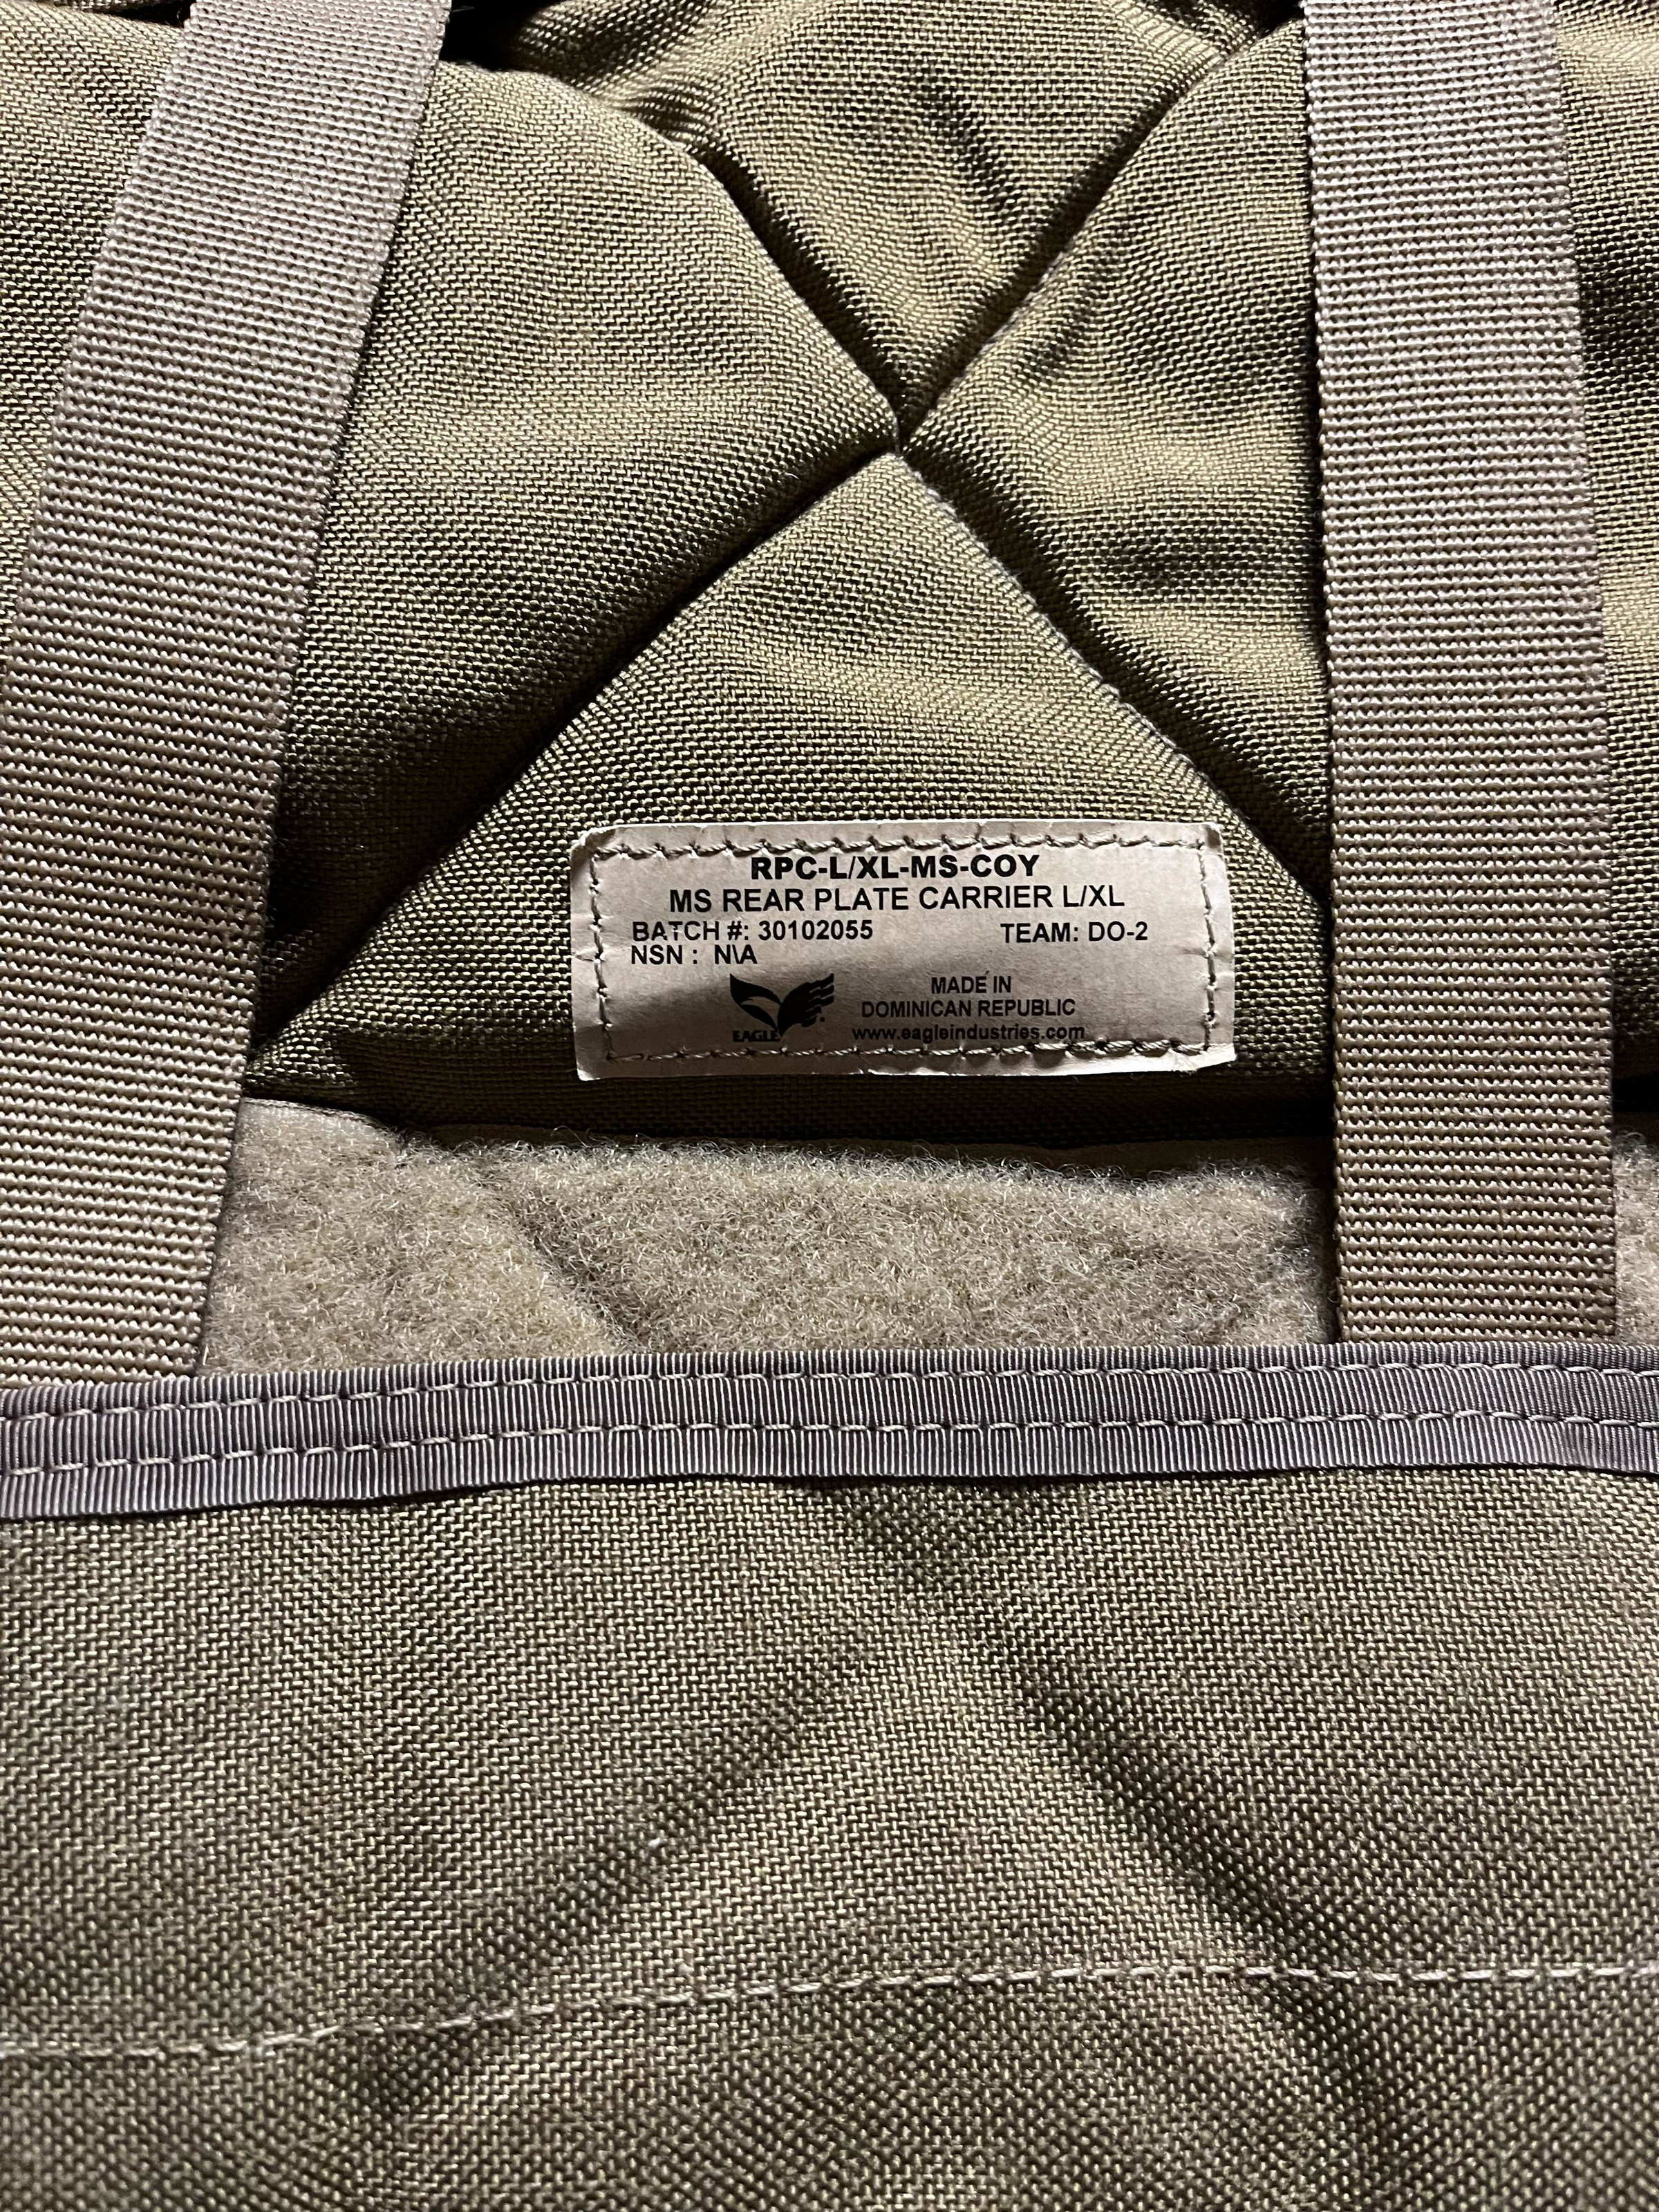 RPC-L/XL-MS-COY
MS REAR PLATE CARRIER L/XL
BATCH #: 30102055 TEAM: DO-2
NSN : N\A
MADE IN
DOMINICAN REPUBLIC
EAGLE www.eagleindustries.com